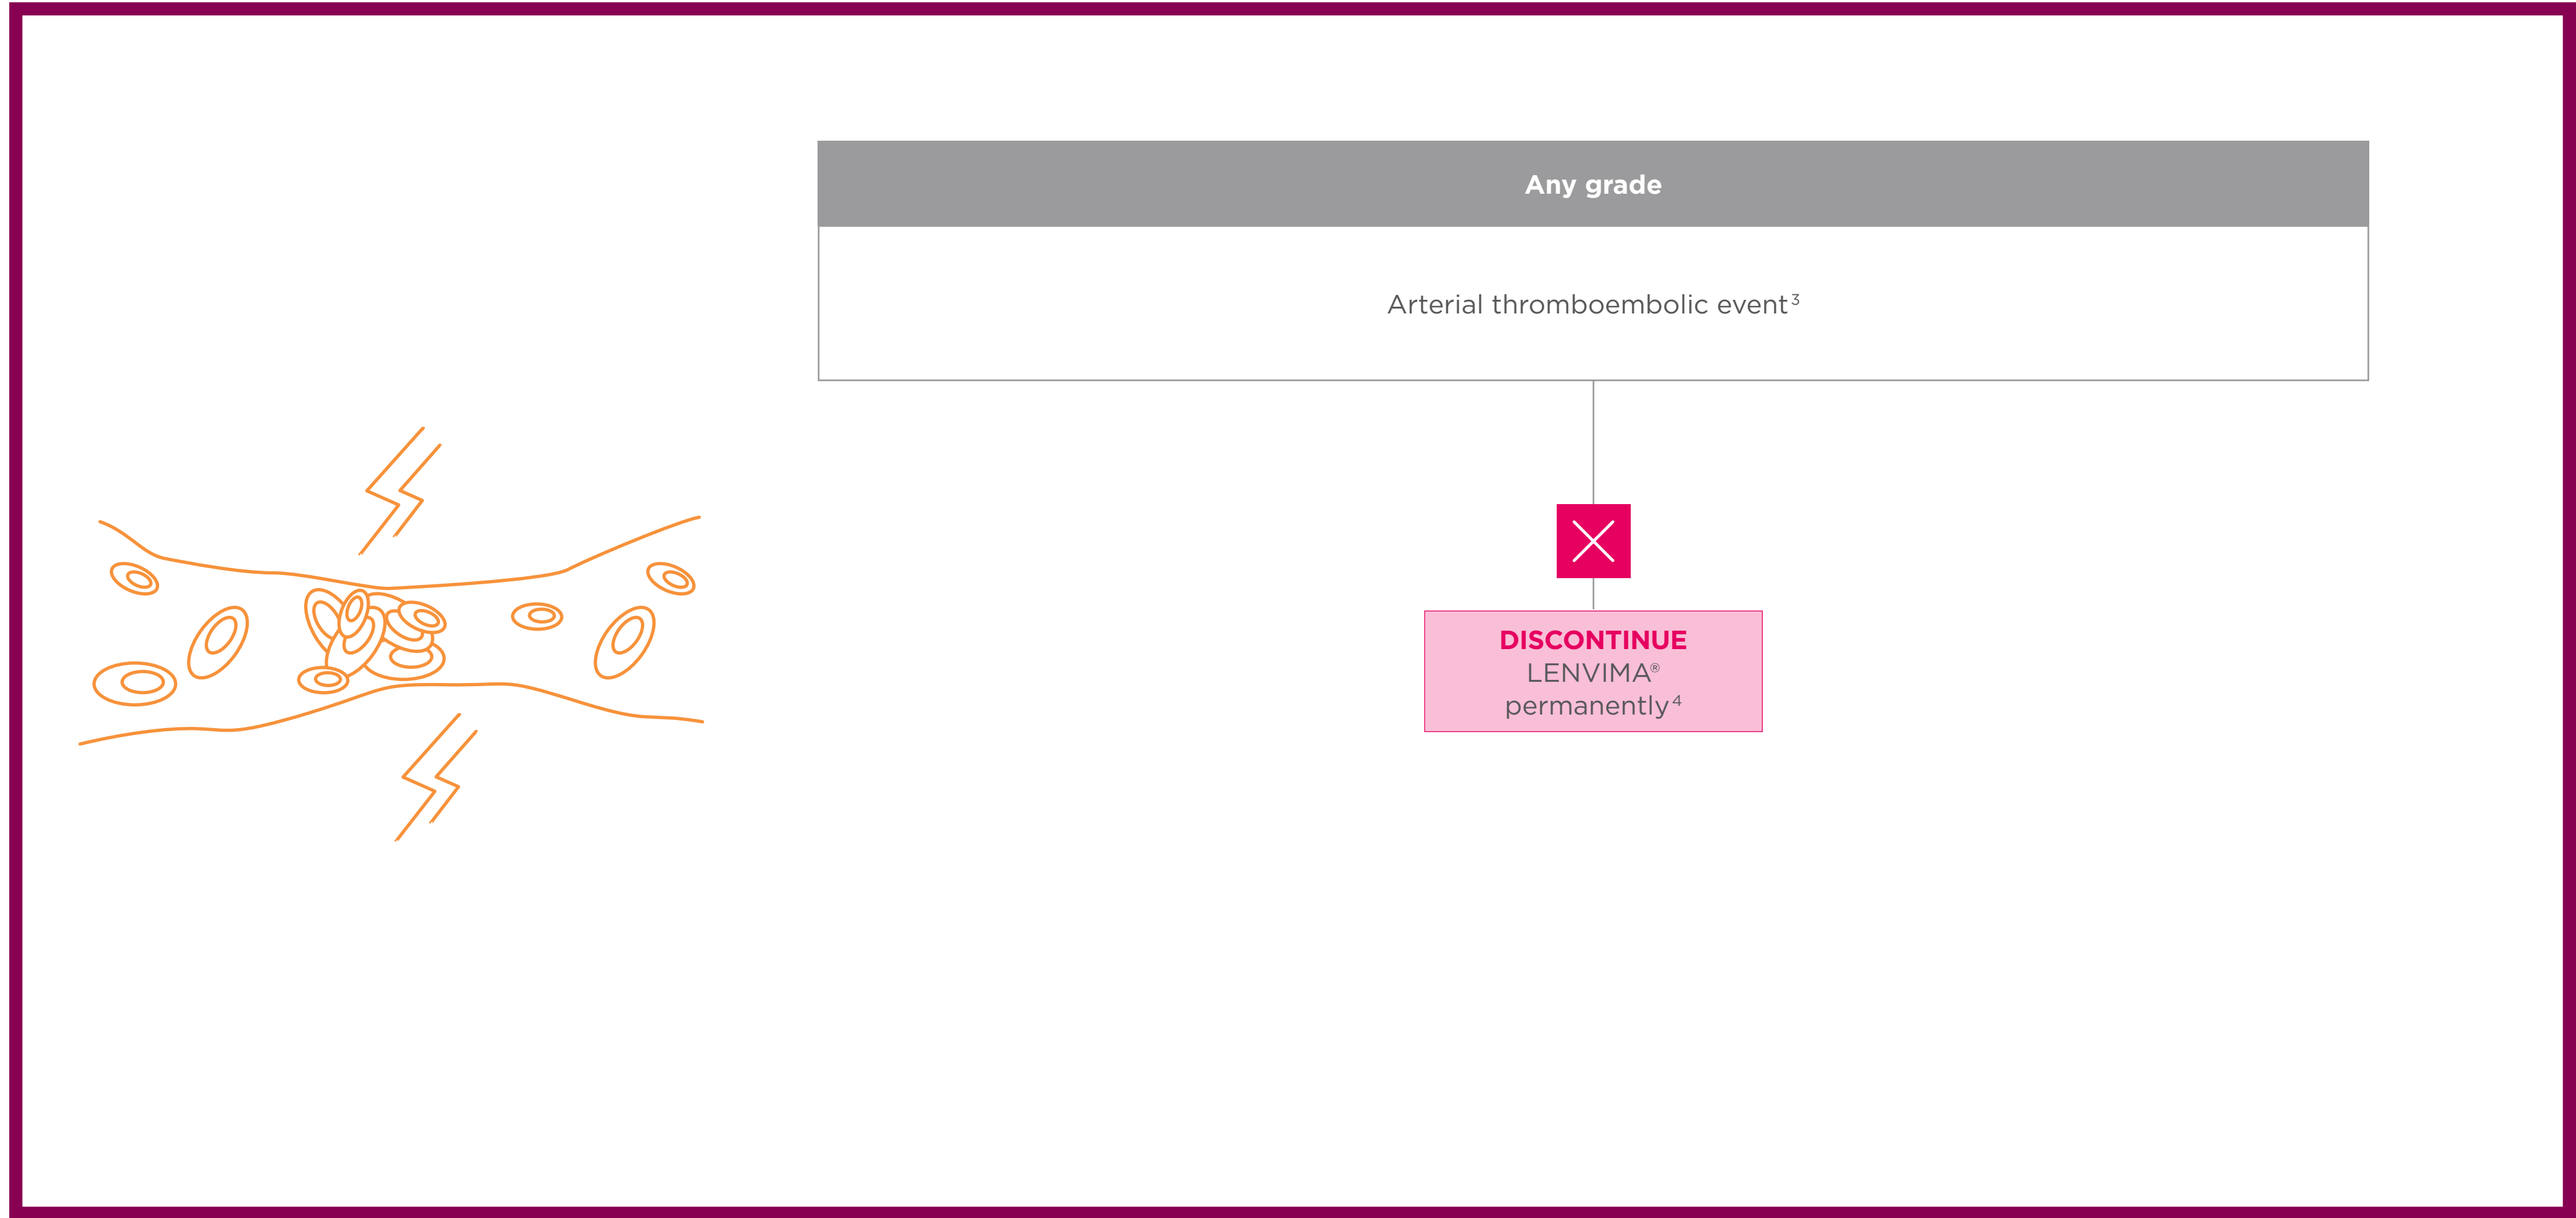 Any grade
Arterial thromboembolic event³
DISCONTINUE
LENVIMA®
permanently⁴